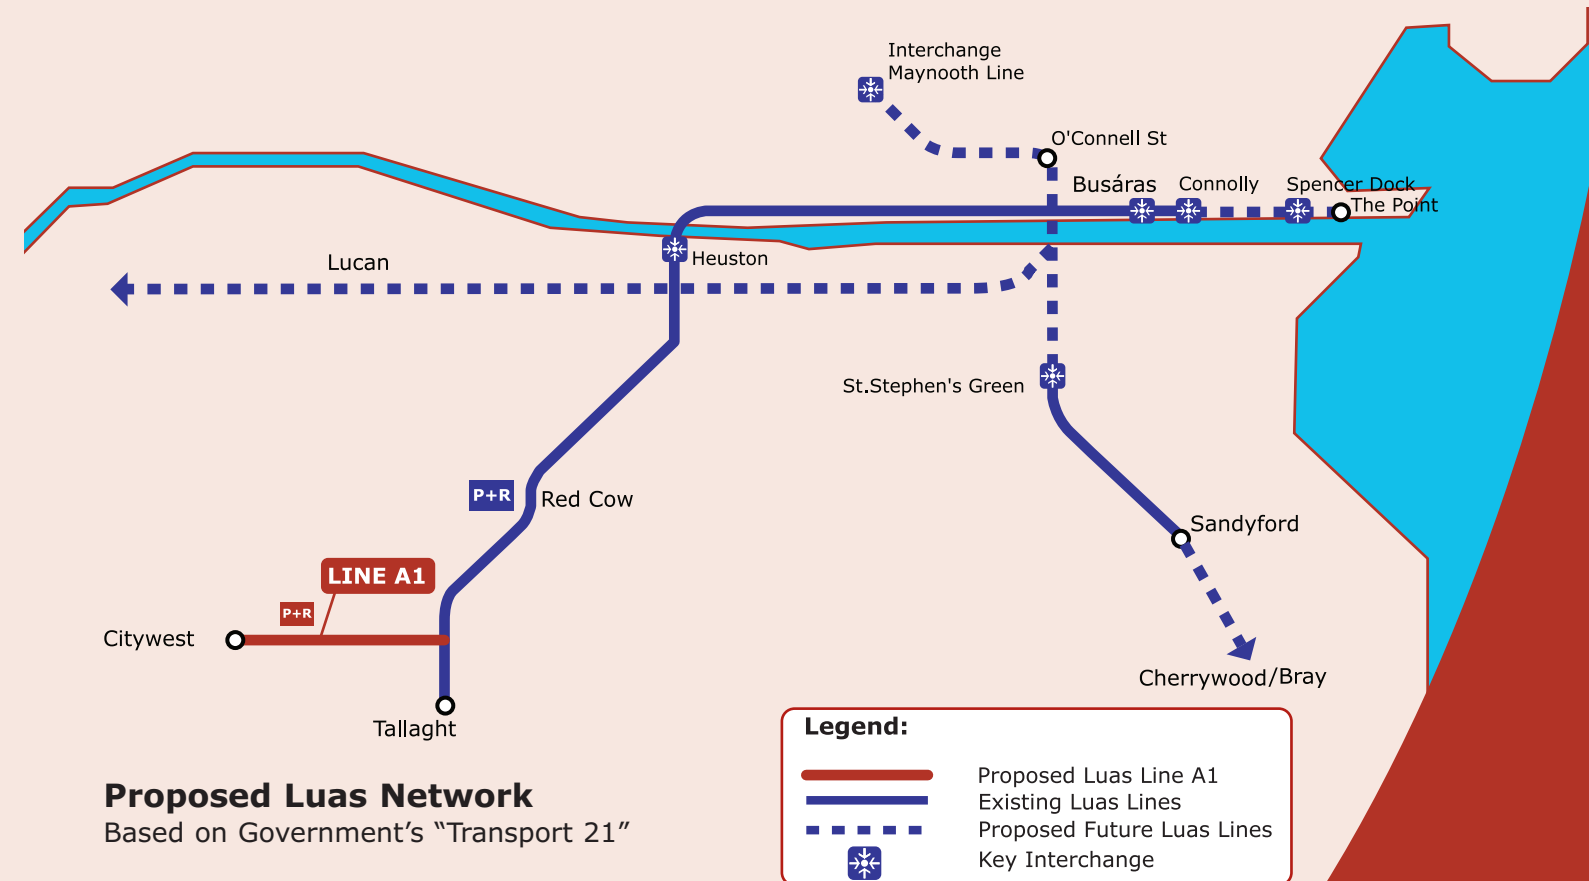 Interchange
Maynooth Line
O'Connell St
Busáras
Connolly
Spencer Dock
The Point
Heuston
Lucan
St.Stephen's Green
P+R
Red Cow
Sandyford
LINE A1
P+R
Citywest
Cherrywood/Bray
Tallaght
Legend:
Proposed Luas Line A1
Existing Luas Lines
Proposed Future Luas Lines
Key Interchange
Proposed Luas Network
Based on Government’s “Transport 21”